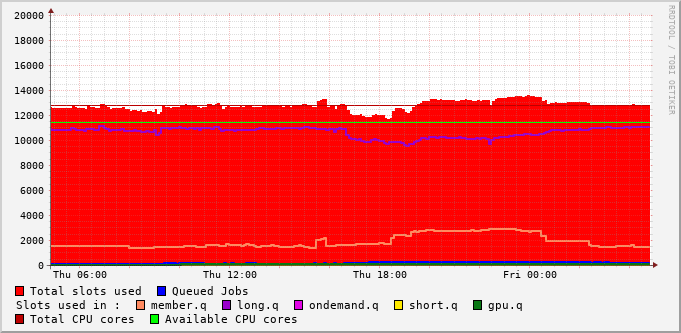 RRDTOOL / TOBI OETIKER
20000
18000
16000
14000
12000
10000
8000
6000
4000
2000
0
Thu 06:00 Thu 12:00 Thu 18:00 Fri 00:00
Total slots used Queued Jobs
Slots used in : member.q long.q ondemand.q short.q gpu.q
Total CPU cores Available CPU cores